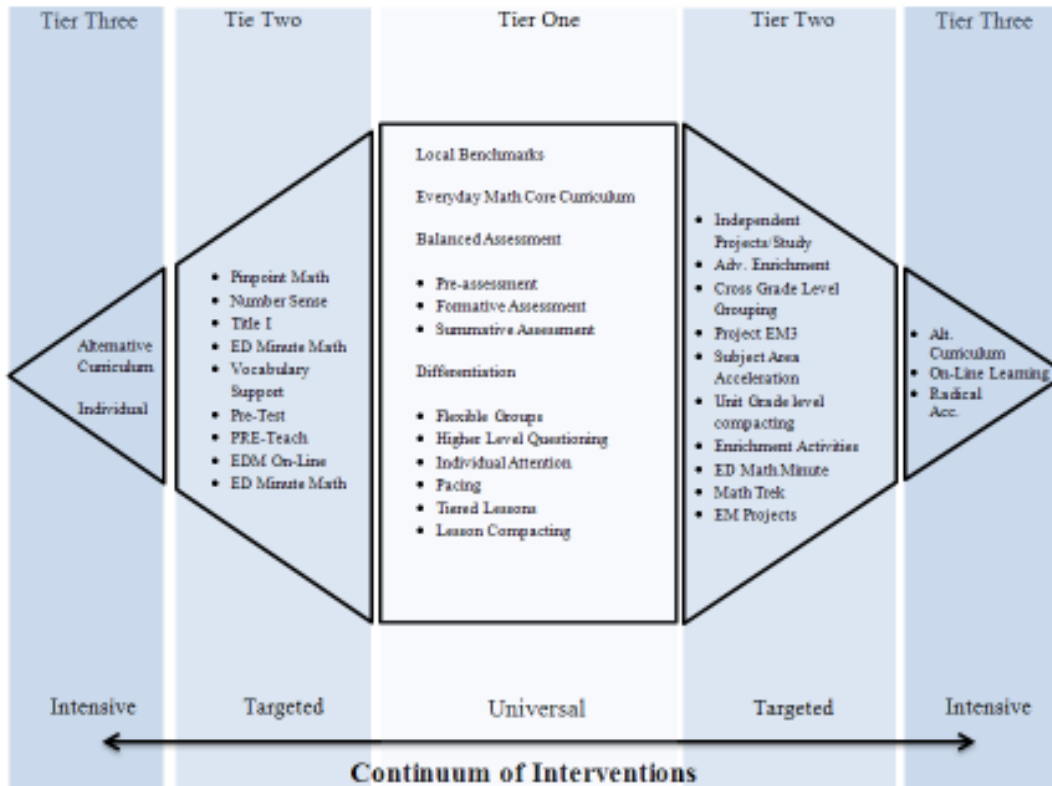 Tier Three
Tie Two
Tier One
Tier Two
Tier Three
Alternative
Curriculum
Individual
• Pinpoint Math
• Number Sense
• Title I
• ED Minute Math
• Vocabulary
Support
• Pre-Test
• PRE-Teach
• EDM On-Line
• ED Minute Math
Local Benchmarks
Everyday Math Core Curriculum
Balanced Assessment
• Pre-assessment
• Formative Assessment
• Summative Assessment
Differentiation
• Flexible Groups
• Higher Level Questioning
• Individual Attention
• Pacing
• Tiered Lessons
• Lesson Compacting
• Independent
Projects/Study
• Adv. Enrichment
• Cross Grade Level
Grouping
• Project EM3
• Subject Area
Acceleration
• Unit Grade level
compacting
• Enrichment Activities
• ED Math Minute
• Math Trek
• EM Projects
• Alt.
Curriculum
• On-Line Learning
• Radical
Acc.
Intensive
Targeted
Universal
Targeted
Intensive
Continuum of Interventions